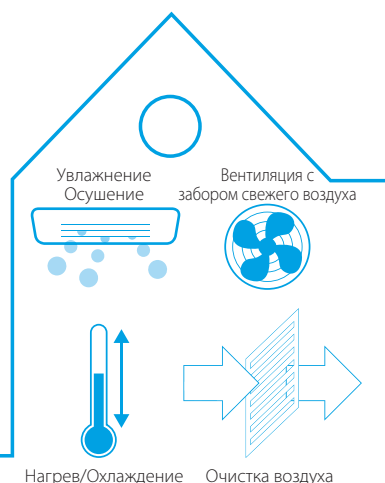 Увлажнение
Осушение
Вентиляция с
забором свежего воздуха
Нагрев/Охлаждение
Очистка воздуха